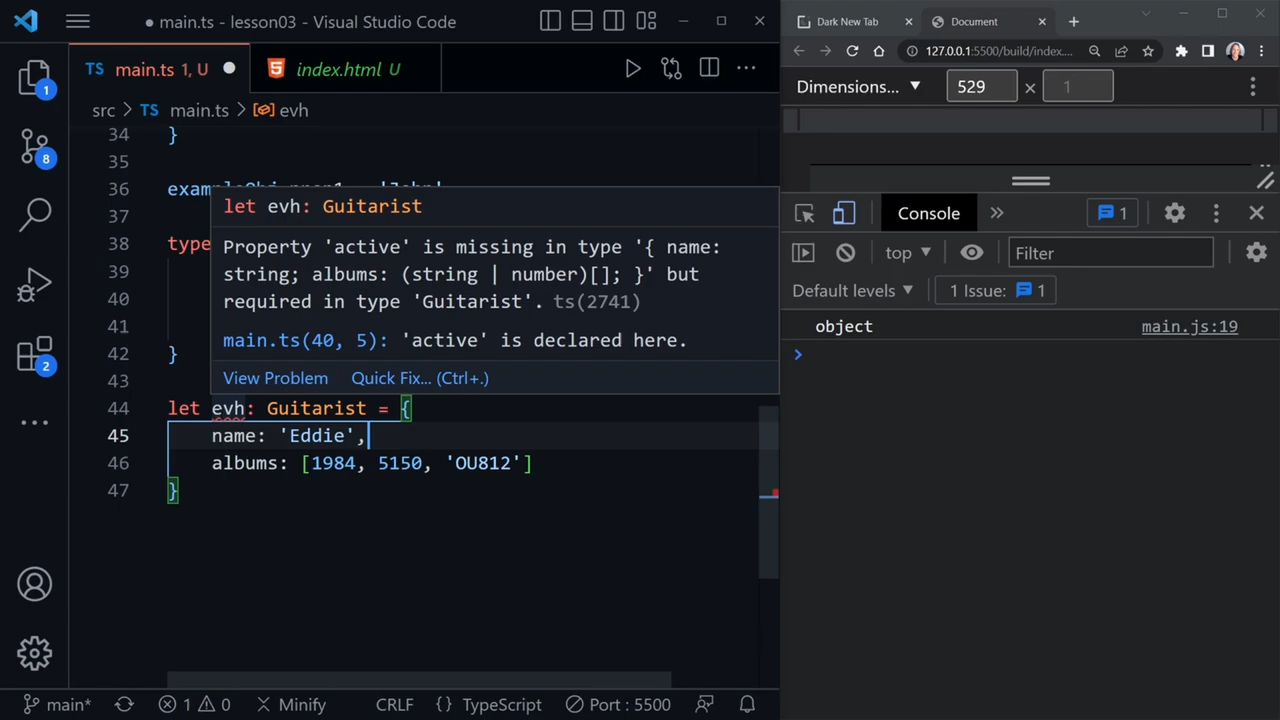 ● main.ts - lesson03 - Visual Studio Code
TS main.ts 1, U ●
index.html U
src > TS main.ts > evh
34 }
35
36
37
38 type
39
40
41
42 }
43
44 let evh: Guitarist = {
45 name: 'Eddie',
46 albums: [1984, 5150, 'OU812']
47 }
let evh: Guitarist
Property 'active' is missing in type '{ name:
string; albums: (string | number)[]; }' but
required in type 'Guitarist'. ts(2741)
main.ts(40, 5): 'active' is declared here.
View Problem Quick Fix... (Ctrl+.)
1
8
2
main* 1 0 Minify CRLF {} TypeScript Port : 5500
Dark New Tab
Document
127.0.0.1:5500/build/index....
Dimensions... 529 × 1
Console » 1
top Filter
Default levels 1 Issue: 1
object main.js:19
>